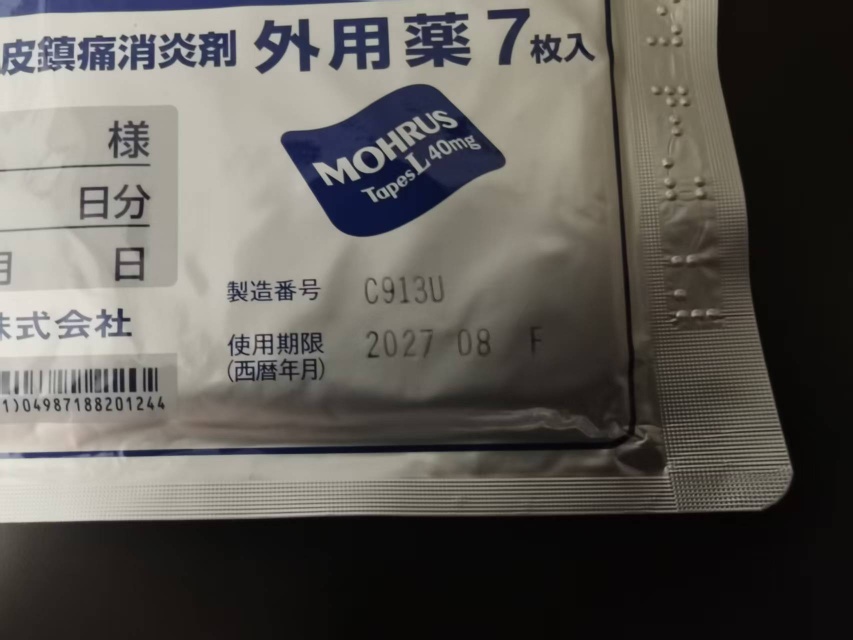 皮鎮痛消炎剤 外用薬 7枚入
様
日分
月 日
MOHRUS
Tapes L 40mg
製造番号 C913U
使用期限 2027 08 F
(西暦年月)
株式会社
1)04987188201244